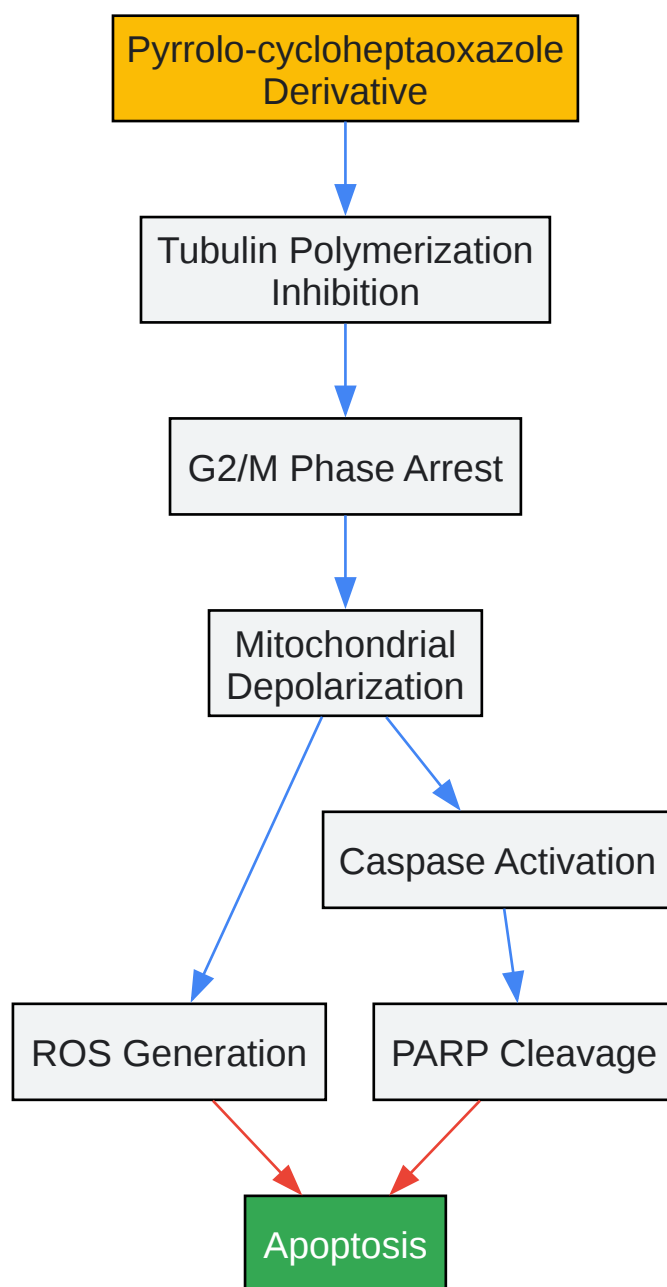 Pyrrolo-cycloheptaoxazole
Derivative
Tubulin Polymerization
Inhibition
G2/M Phase Arrest
Mitochondrial
Depolarization
Caspase Activation
ROS Generation
PARP Cleavage
Apoptosis